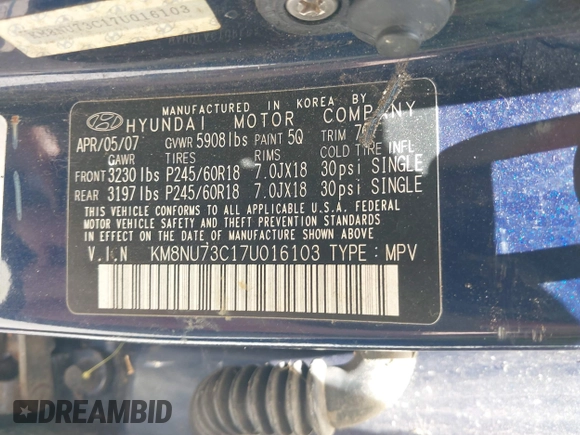 KM8NU73C17U016103
MANUFACTURED IN KOREA BY
HYUNDAI MOTOR COMPANY
APR/05/07 GVWR 5908lbs PAINT 5Q TRIM
GAWR TIRES RIMS COLD TIRE INFL
FRONT 3230 lbs P245/60R18 7.0JX18 30psi SINGLE
REAR 3197 lbs P245/60R18 7.0JX18 30psi SINGLE
THIS VEHICLE CONFORMS TO ALL APPLICABLE U.S.A. FEDERAL
MOTOR VEHICLE SAFETY AND THEFT PREVENTION STANDARDS
IN EFFECT ON THE DATE OF MANUFACTURE SHOWN ABOVE
V.I.N KM8NU73C17U016103 TYPE : MPV
DREAMBID